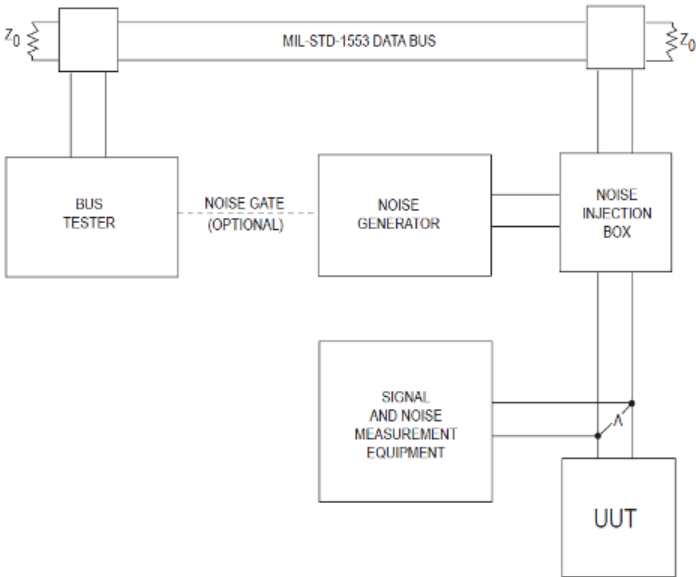 Z0
MIL-STD-1553 DATA BUS
Z0
BUS
TESTER
NOISE GATE
(OPTIONAL)
NOISE
GENERATOR
NOISE
INJECTION
BOX
SIGNAL
AND NOISE
MEASUREMENT
EQUIPMENT
A
UUT